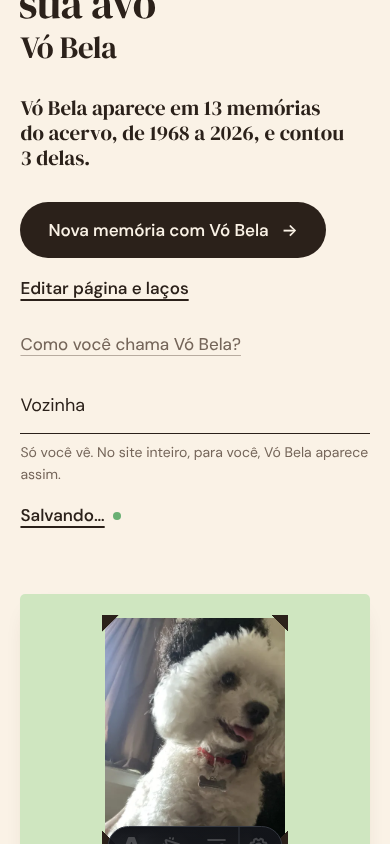 sua avó
Vó Bela
Vó Bela aparece em 13 memórias
do acervo, de 1968 a 2026, e contou
3 delas.
Nova memória com Vó Bela →
Editar página e laços
Como você chama Vó Bela?
Vozinha
Só você vê. No site inteiro, para você, Vó Bela aparece
assim.
Salvando...